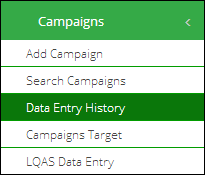 Campaigns
Add Campaign
Search Campaigns
Data Entry History
Campaigns Target
LQAS Data Entry